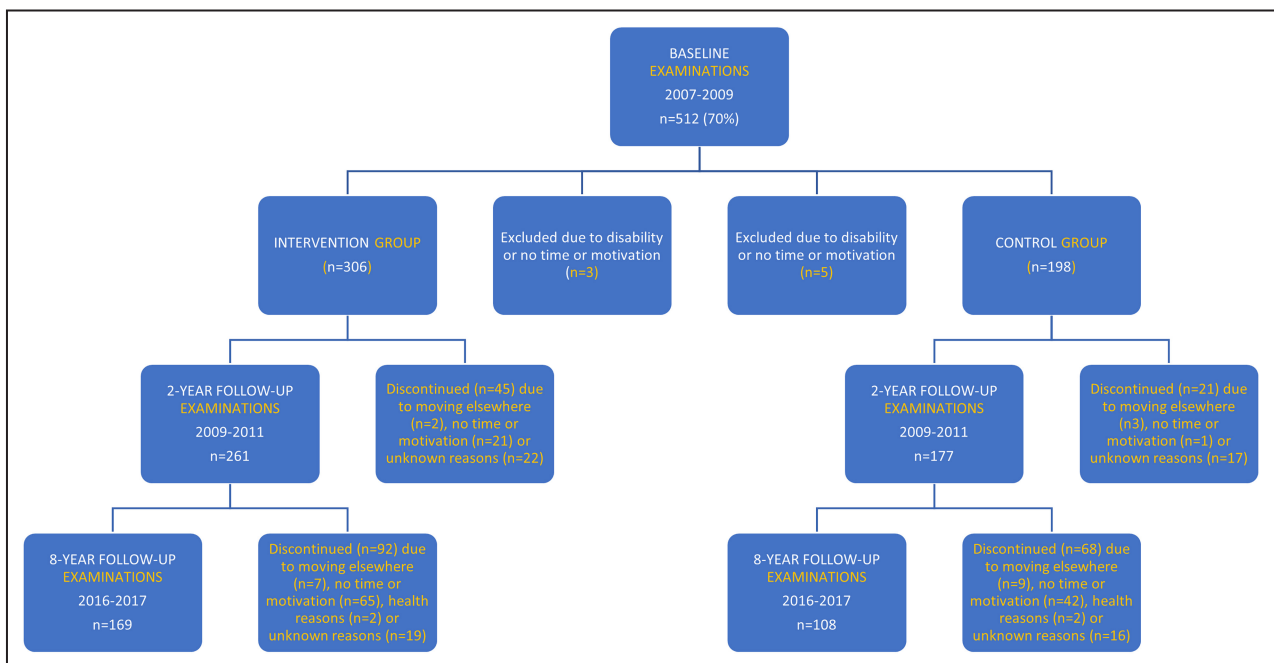 BASELINE
EXAMINATIONS
2007-2009
n=512 (70%)
INTERVENTION GROUP
(n=306)
Excluded due to disability
or no time or motivation
(n=3)
Excluded due to disability
or no time or motivation
(n=5)
CONTROL GROUP
(n=198)
2-YEAR FOLLOW-UP
EXAMINATIONS
2009-2011
n=261
Discontinued (n=45) due
to moving elsewhere
(n=2), no time or
motivation (n=21) or
unknown reasons (n=22)
2-YEAR FOLLOW-UP
EXAMINATIONS
2009-2011
n=177
Discontinued (n=21) due
to moving elsewhere
(n3), no time or
motivation (n=1) or
unknown reasons (n=17)
8-YEAR FOLLOW-UP
EXAMINATIONS
2016-2017
n=169
Discontinued (n=92) due
to moving elsewhere
(n=7), no time or
motivation (n=65), health
reasons (n=2) or
unknown reasons (n=19)
8-YEAR FOLLOW-UP
EXAMINATIONS
2016-2017
n=108
Discontinued (n=68) due
to moving elsewhere
(n=9), no time or
motivation (n=42), health
reasons (n=2) or
unknown reasons (n=16)